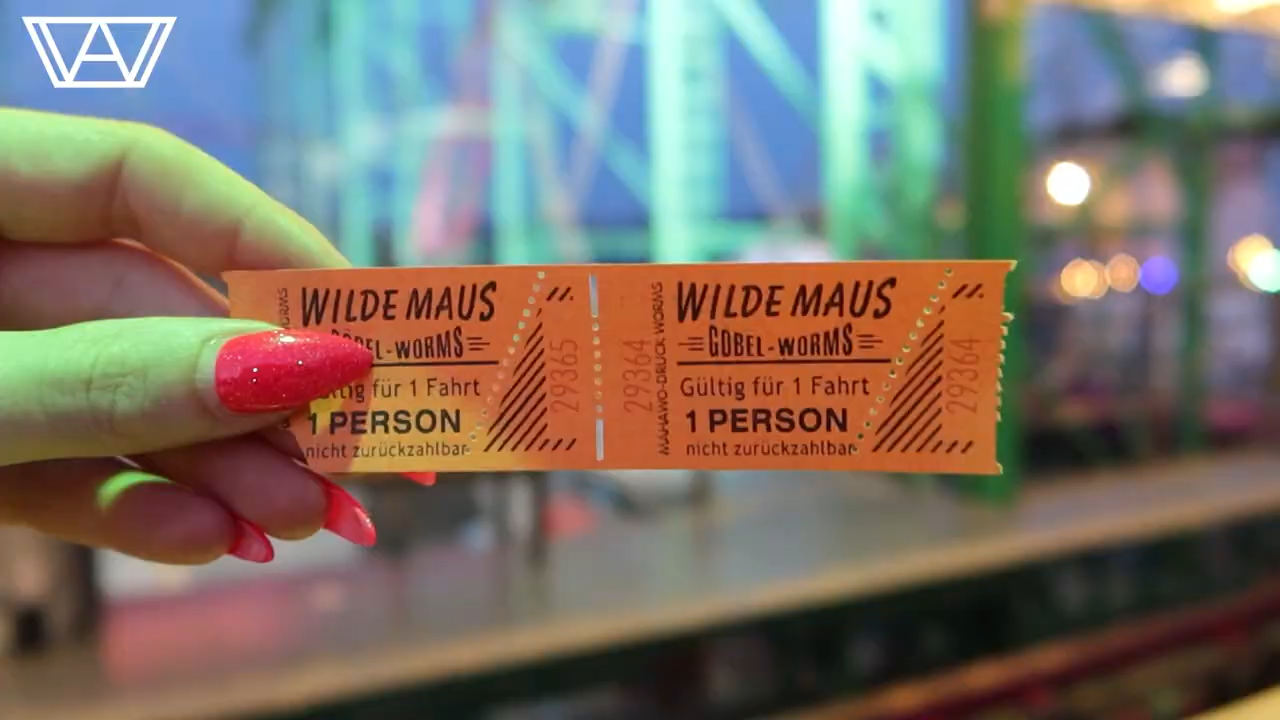 WILDE MAUS
GÖBEL-WORMS
Gültig für 1 Fahrt
1 PERSON
nicht zurückzahlbar
29365
29364
MAHAWO-DRUCK WORMS
WILDE MAUS
GÖBEL-WORMS
Gültig für 1 Fahrt
1 PERSON
nicht zurückzahlbar
29364